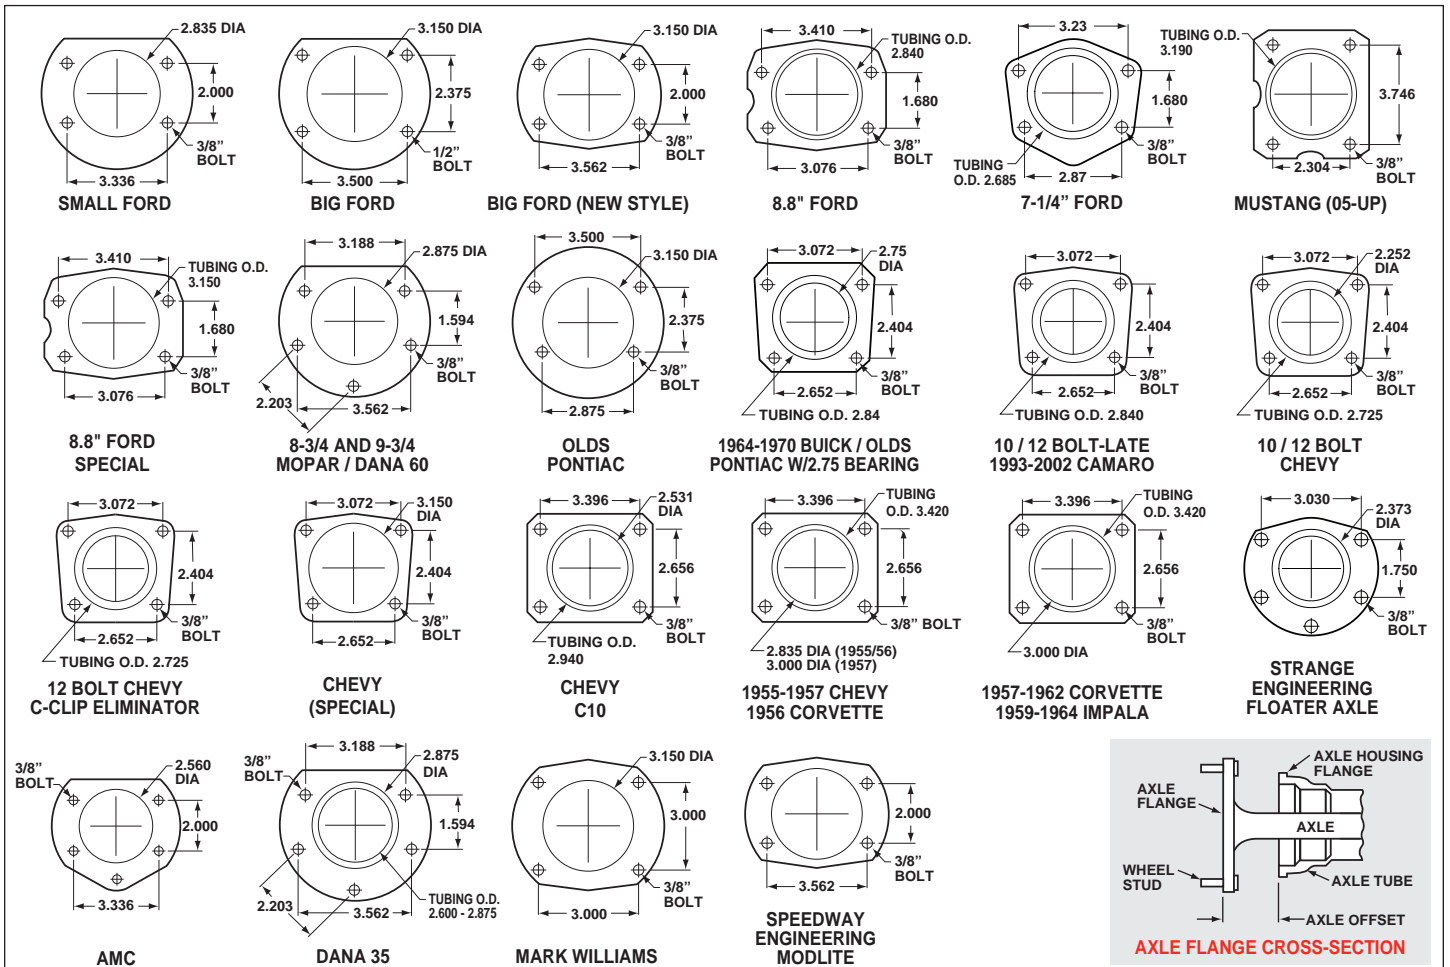 2.835 DIA
2.000
3/8”
BOLT
3.336
SMALL FORD
3.150 DIA
2.375
1/2”
BOLT
3.500
BIG FORD
3.150 DIA
2.000
3/8”
BOLT
3.562
BIG FORD (NEW STYLE)
3.410
TUBING O.D.
2.840
1.680
3/8”
BOLT
3.076
8.8" FORD
3.23
1.680
3/8”
BOLT
TUBING
O.D. 2.685
2.87
7-1/4” FORD
TUBING O.D.
3.190
3.746
2.304
3/8”
BOLT
MUSTANG (05-UP)
3.410
TUBING O.D.
3.150
1.680
3/8”
BOLT
3.076
8.8" FORD
SPECIAL
3.188
2.875 DIA
1.594
3/8”
BOLT
2.203
3.562
8-3/4 AND 9-3/4
MOPAR / DANA 60
3.500
3.150 DIA
2.375
3/8”
BOLT
2.875
OLDS
PONTIAC
3.072
2.75
DIA
2.404
3/8”
BOLT
2.652
TUBING O.D. 2.84
1964-1970 BUICK / OLDS
PONTIAC W/2.75 BEARING
3.072
2.404
3/8”
BOLT
2.652
TUBING O.D. 2.840
10 / 12 BOLT-LATE
1993-2002 CAMARO
3.072
2.252
DIA
2.404
3/8”
BOLT
2.652
TUBING O.D. 2.725
10 / 12 BOLT
CHEVY
3.072
2.404
3/8”
BOLT
2.652
TUBING O.D. 2.725
12 BOLT CHEVY
C-CLIP ELIMINATOR
3.072
3.150
DIA
2.404
3/8”
BOLT
2.652
CHEVY
(SPECIAL)
3.396
2.531
DIA
2.656
3/8”
BOLT
TUBING O.D.
2.940
CHEVY
C10
3.396
TUBING
O.D. 3.420
2.656
3/8” BOLT
2.835 DIA (1955/56)
3.000 DIA (1957)
1955-1957 CHEVY
1956 CORVETTE
3.396
TUBING
O.D. 3.420
2.656
3/8”
BOLT
3.000 DIA
1957-1962 CORVETTE
1959-1964 IMPALA
3.030
2.373
DIA
1.750
3/8”
BOLT
STRANGE
ENGINEERING
FLOATER AXLE
3/8”
BOLT
2.560
DIA
2.000
3.336
AMC
3/8”
BOLT
3.188
2.875
DIA
1.594
2.203
3.562
TUBING O.D.
2.600 - 2.875
DANA 35
3.150 DIA
3.000
3/8”
BOLT
3.000
MARK WILLIAMS
2.000
3/8”
BOLT
3.562
SPEEDWAY
ENGINEERING
MODLITE
AXLE HOUSING
FLANGE
AXLE
FLANGE
AXLE
WHEEL
STUD
AXLE TUBE
AXLE OFFSET
AXLE FLANGE CROSS-SECTION